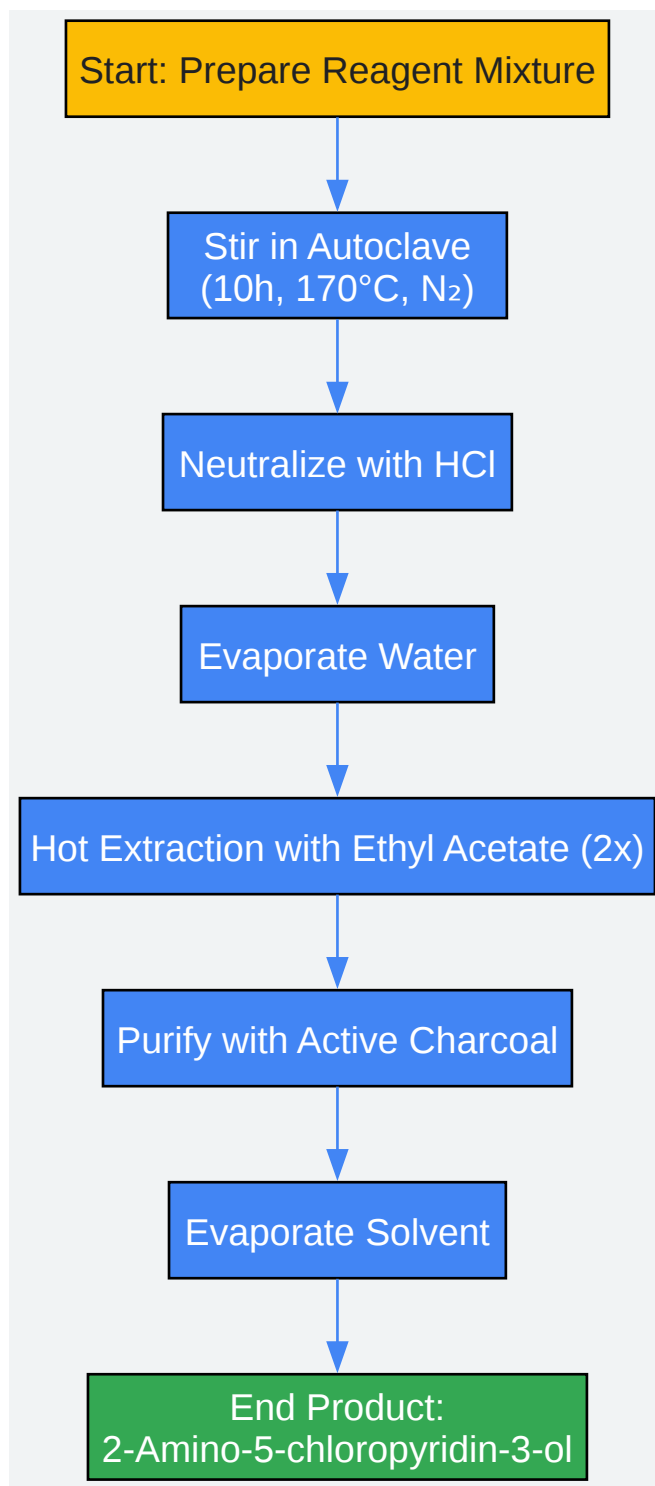 Start: Prepare Reagent Mixture
Stir in Autoclave
(10h, 170°C, N₂)
Neutralize with HCl
Evaporate Water
Hot Extraction with Ethyl Acetate (2x)
Purify with Active Charcoal
Evaporate Solvent
End Product:
2-Amino-5-chloropyridin-3-ol